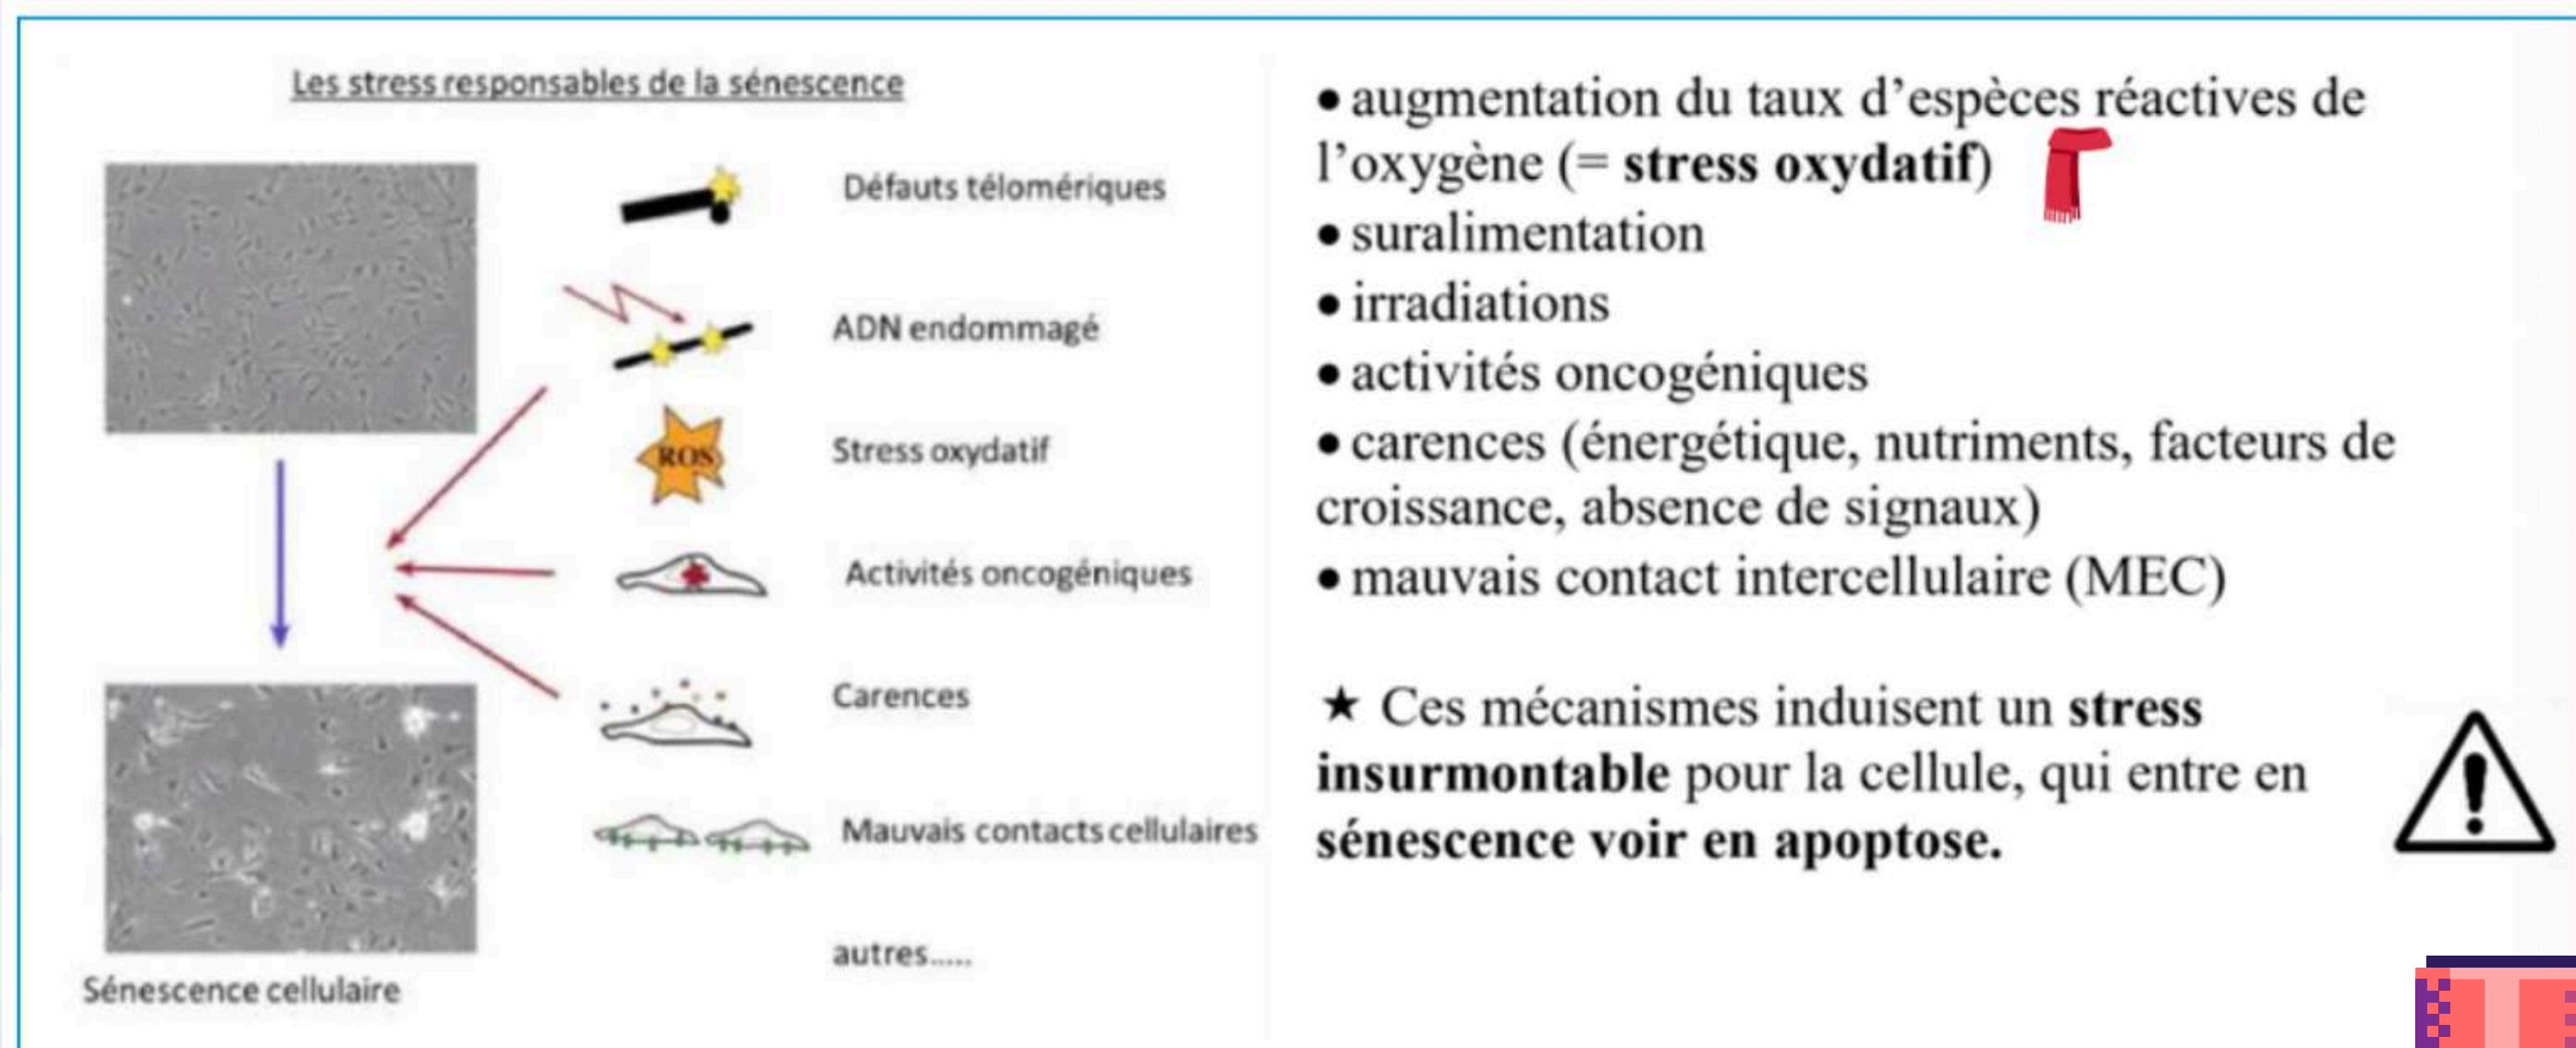 Les stress responsables de la sénescence
Défauts télomériques
ADN endommagé
ROS
Stress oxydatif
Activités oncogéniques
Carences
Mauvais contacts cellulaires
autres.....
Sénescence cellulaire
• augmentation du taux d’espèces réactives de
l’oxygène (= stress oxydatif)
• suralimentation
• irradiations
• activités oncogéniques
• carences (énergétique, nutriments, facteurs de
croissance, absence de signaux)
• mauvais contact intercellulaire (MEC)
★ Ces mécanismes induisent un stress
insurmontable pour la cellule, qui entre en
sénescence voir en apoptose.